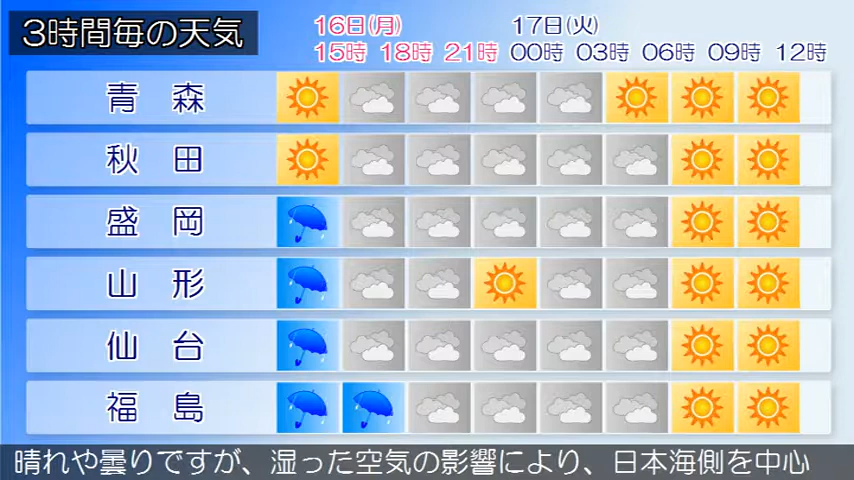 3時間毎の天気
16日(月) 17日(火)
15時 18時 21時 00時 03時 06時 09時 12時
青森
秋田
盛岡
山形
仙台
福島
晴れや曇りですが、湿った空気の影響により、日本海側を中心